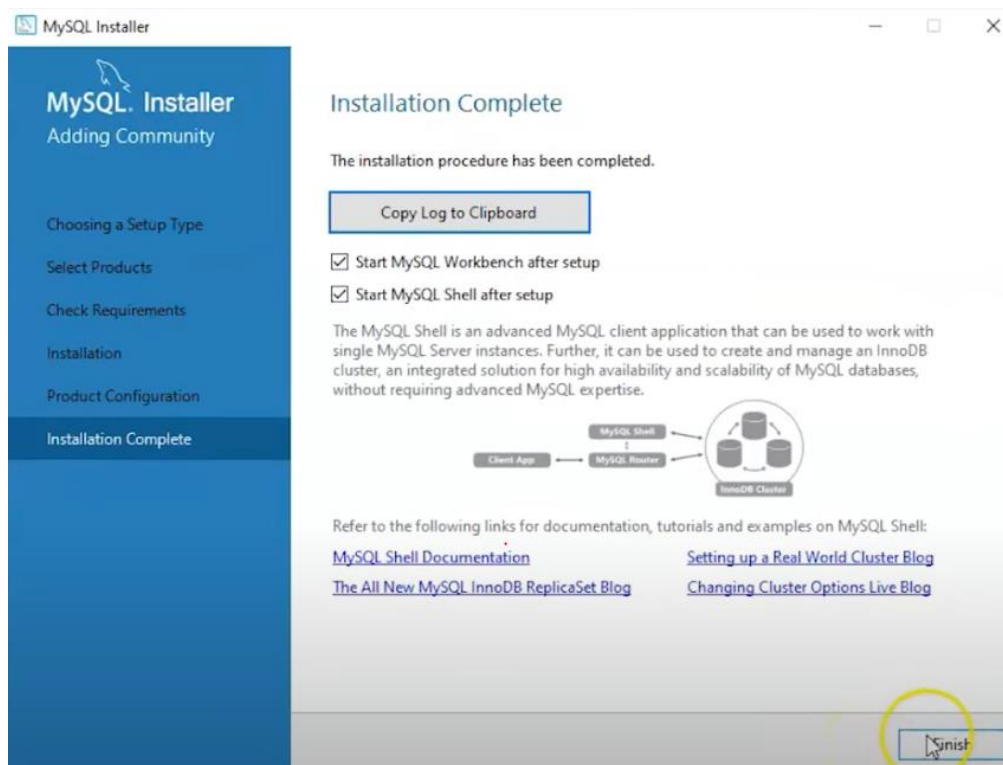 MySQL Installer
MySQL. Installer
Adding Community
Choosing a Setup Type
Select Products
Check Requirements
Installation
Product Configuration
Installation Complete
Installation Complete
The installation procedure has been completed.
Copy Log to Clipboard
Start MySQL Workbench after setup
Start MySQL Shell after setup
The MySQL Shell is an advanced MySQL client application that can be used to work with
single MySQL Server instances. Further, it can be used to create and manage an InnoDB
cluster, an integrated solution for high availability and scalability of MySQL databases,
without requiring advanced MySQL expertise.
MySQL Shell
Client App
MySQL Router
InnoDB Cluster
Refer to the following links for documentation, tutorials and examples on MySQL Shell:
MySQL Shell Documentation
Setting up a Real World Cluster Blog
The All New MySQL InnoDB ReplicaSet Blog
Changing Cluster Options Live Blog
Finish